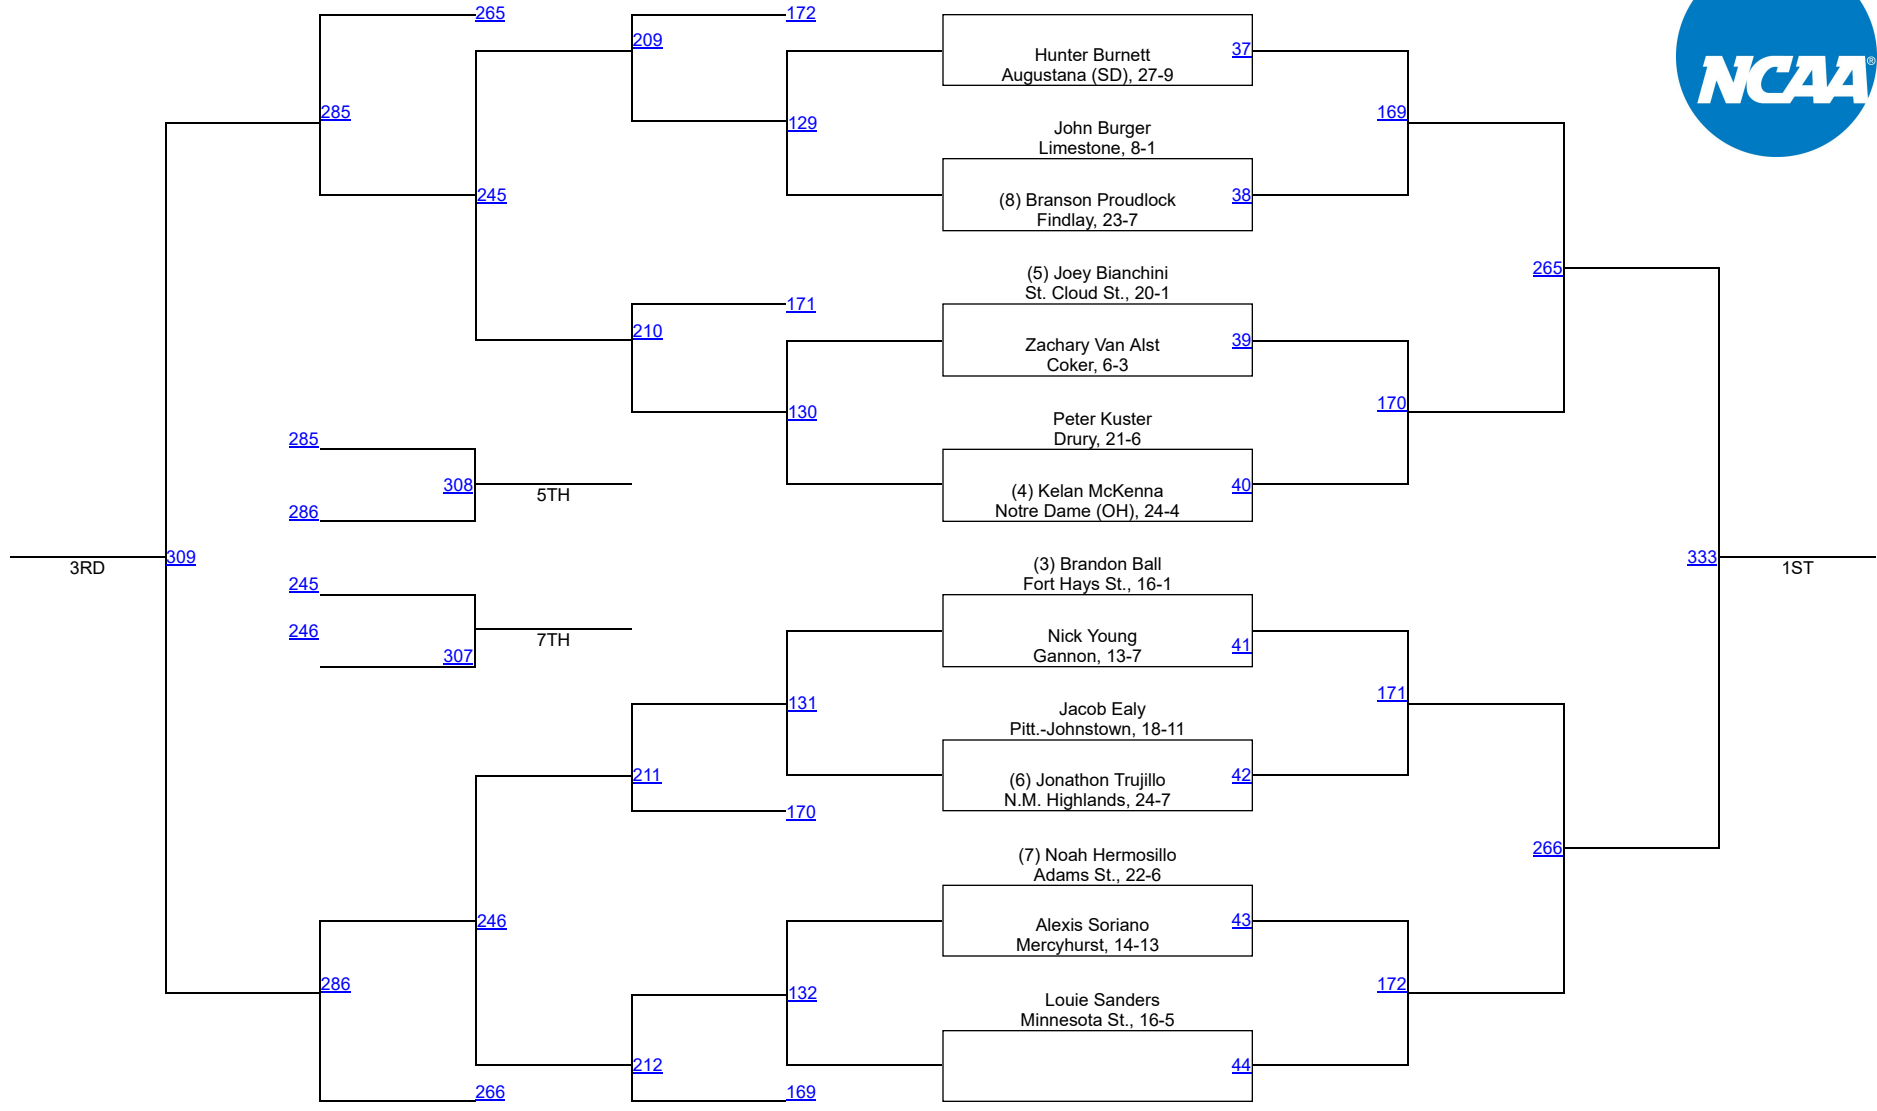 265
172
209
Hunter Burnett
Augustana (SD), 27-9
37
NCAA®
285
129
169
John Burger
Limestone, 8-1
245
(8) Branson Proudlock
Findlay, 23-7
38
(5) Joey Bianchini
St. Cloud St., 20-1
265
171
210
Zachary Van Alst
Coker, 6-3
39
130
170
Peter Kuster
Drury, 21-6
285
308
5TH
286
(4) Kelan McKenna
Notre Dame (OH), 24-4
40
3RD
309
(3) Brandon Ball
Fort Hays St., 16-1
333
1ST
245
246
7TH
307
Nick Young
Gannon, 13-7
41
131
171
Jacob Ealy
Pitt.-Johnstown, 18-11
211
(6) Jonathon Trujillo
N.M. Highlands, 24-7
42
170
(7) Noah Hermosillo
Adams St., 22-6
266
246
Alexis Soriano
Mercyhurst, 14-13
43
286
132
172
Louie Sanders
Minnesota St., 16-5
212
44
266
169